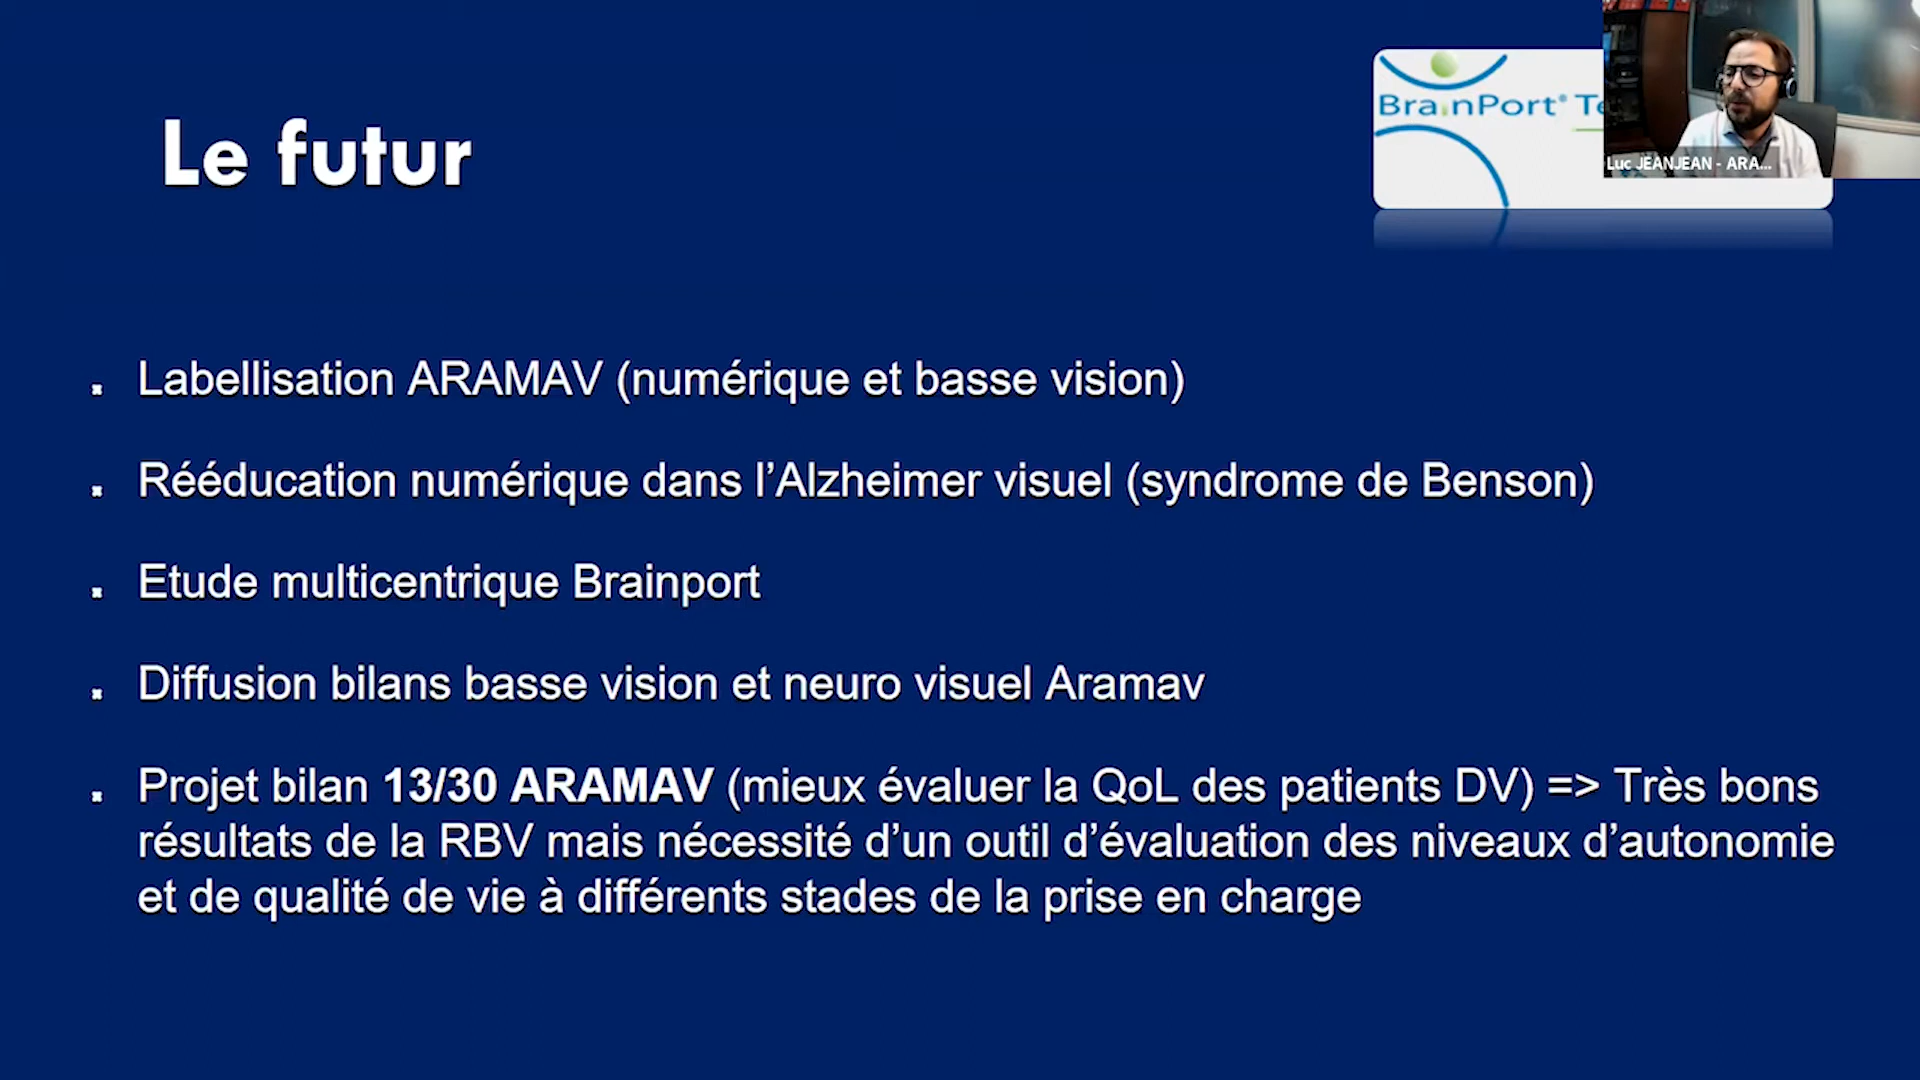 Le futur
BrainPort® Te
Luc JEANJEAN - ARA...
Labellisation ARAMAV (numérique et basse vision)
Rééducation numérique dans l’Alzheimer visuel (syndrome de Benson)
Etude multicentrique Brainport
Diffusion bilans basse vision et neuro visuel Aramav
Projet bilan 13/30 ARAMAV (mieux évaluer la QoL des patients DV) => Très bons
résultats de la RBV mais nécessité d’un outil d’évaluation des niveaux d’autonomie
et de qualité de vie à différents stades de la prise en charge